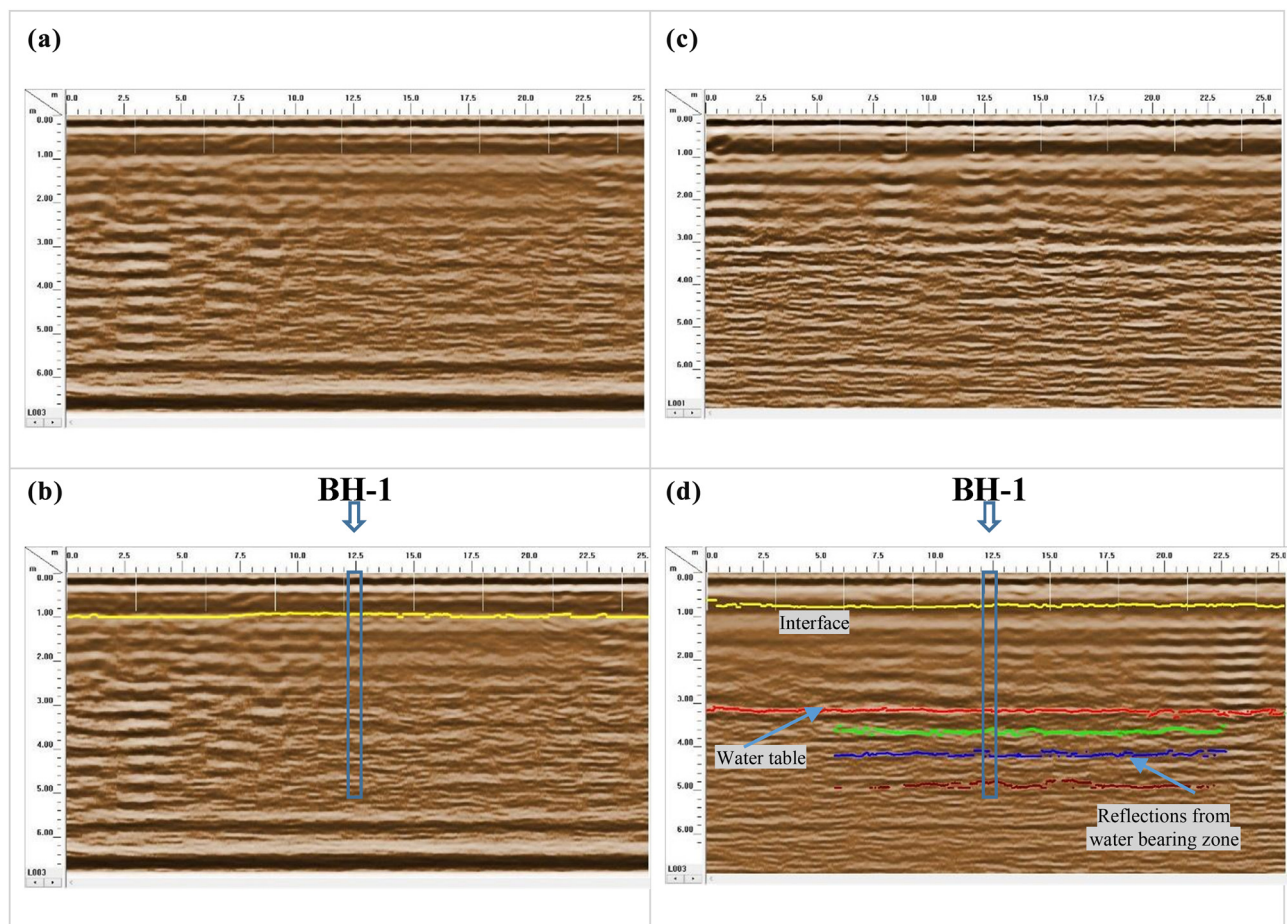 (a)
m 0.0 2.5 5.0 7.5 10.0 12.5 15.0 17.5 20.0 22.5 25.
m
0.00
1.00
2.00
3.00
4.00
5.00
6.00
L003
(c)
m 0.0 2.5 5.0 7.5 10.0 12.5 15.0 17.5 20.0 22.5 25.0
m
0.00
1.00
2.00
3.00
4.00
5.00
6.00
L001
(b)
BH-1
m 0.0 2.5 5.0 7.5 10.0 12.5 15.0 17.5 20.0 22.5 25.
m
0.00
1.00
2.00
3.00
4.00
5.00
6.00
L003
(d)
BH-1
m 0.0 2.5 5.0 7.5 10.0 12.5 15.0 17.5 20.0 22.5 25.0
m
0.00
1.00
2.00
3.00
4.00
5.00
6.00
L003
Interface
Water table
Reflections from
water bearing zone